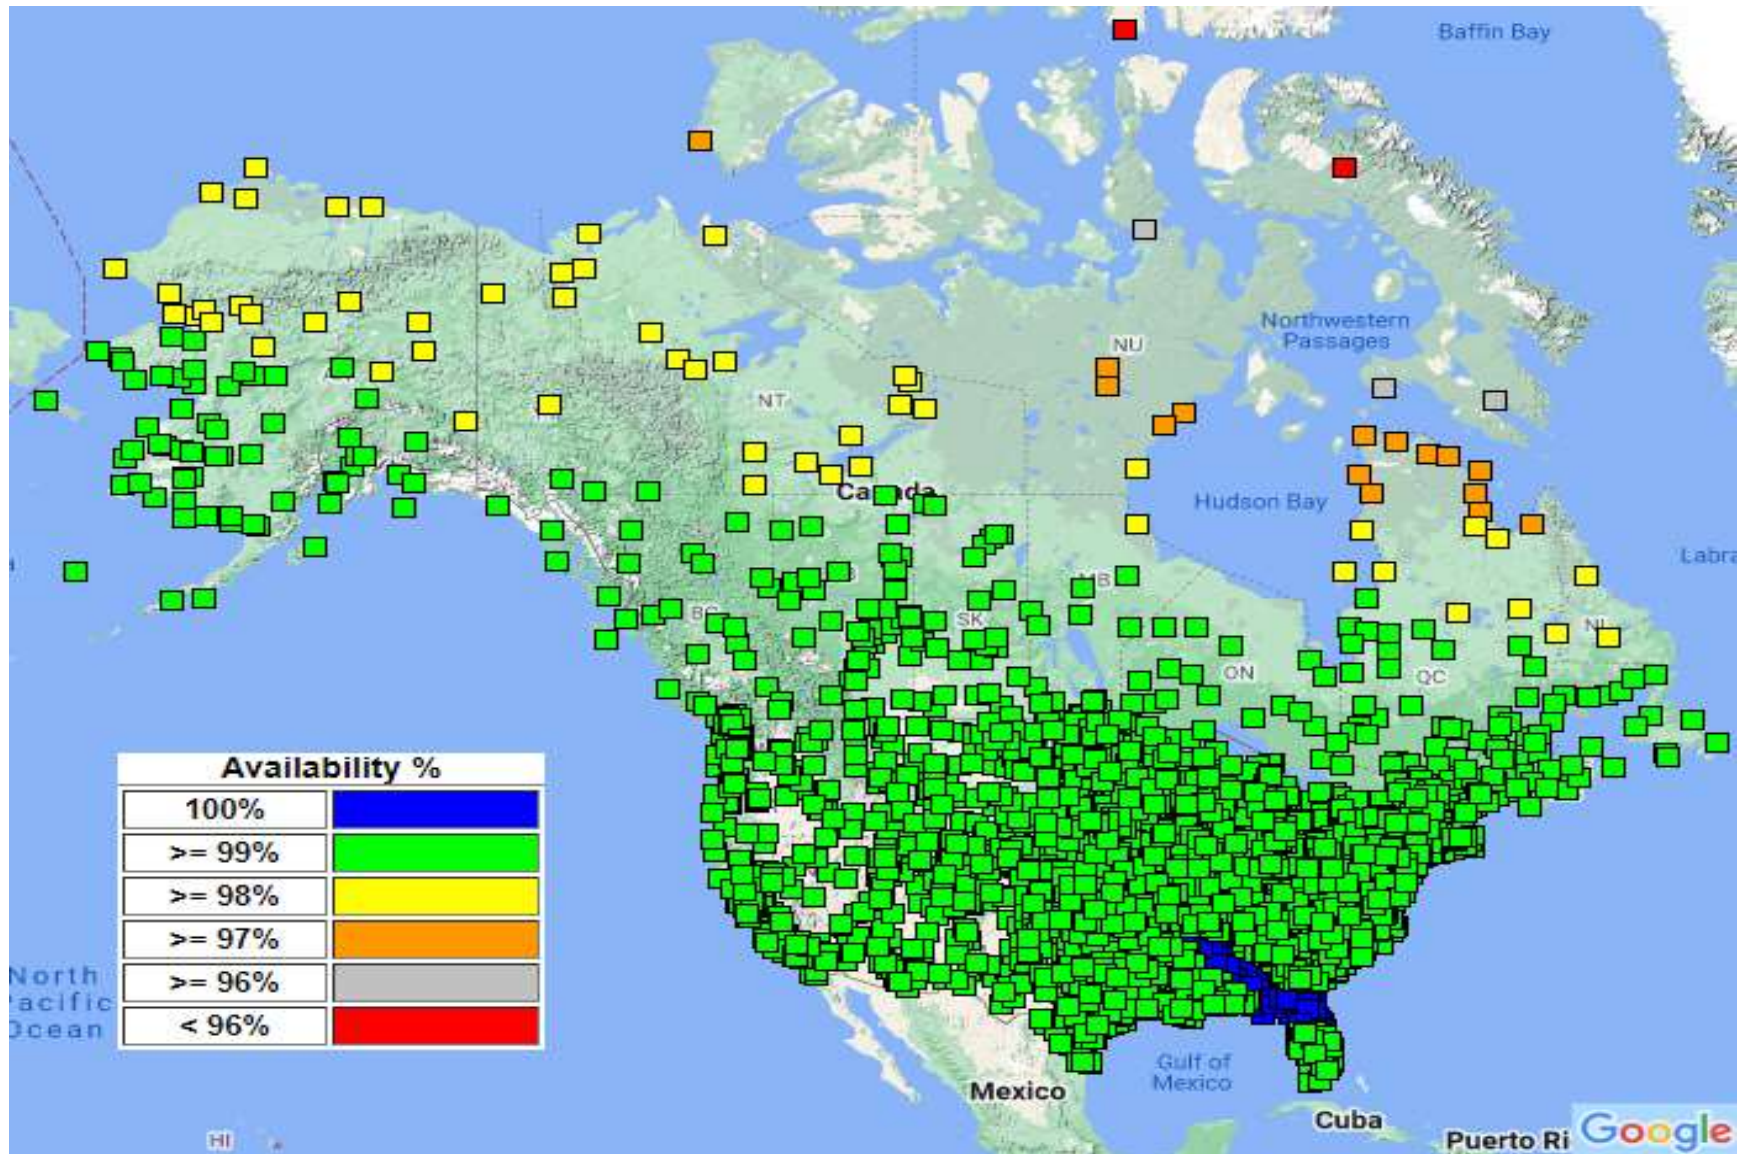 Baffin Bay
Northwestern
Passages
NU
NT
Canada
Hudson Bay
Labra
MB
BC
SK
ON
QC
NL
Availability %
100%
>= 99%
>= 98%
>= 97%
>= 96%
< 96%
North
Pacific
Ocean
Gulf of
Mexico
Mexico
Cuba
Puerto Ri
Google
HI